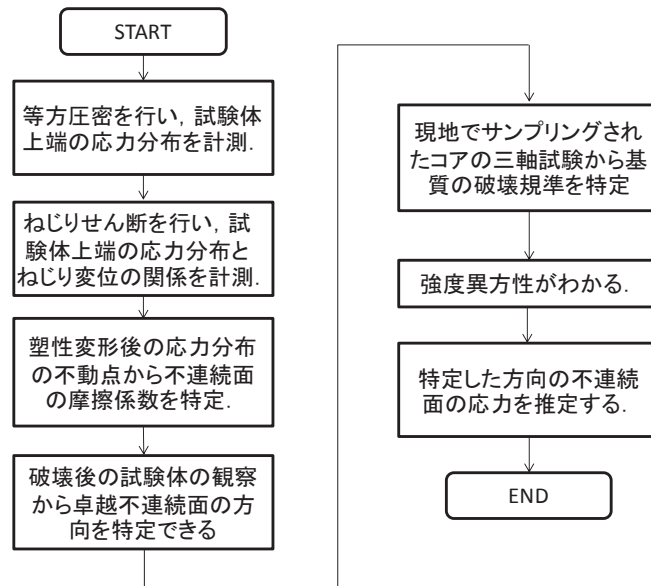 START
等方圧密を行い，試験体
上端の応力分布を計測．
ねじりせん断を行い，試
験体上端の応力分布と
ねじり変位の関係を計測．
塑性変形後の応力分布
の不動点から不連続面
の摩擦係数を特定．
破壊後の試験体の観察
から卓越不連続面の方
向を特定できる
現地でサンプリングされ
たコアの三軸試験から基
質の破壊規準を特定
強度異方性がわかる．
特定した方向の不連続
面の応力を推定する．
END